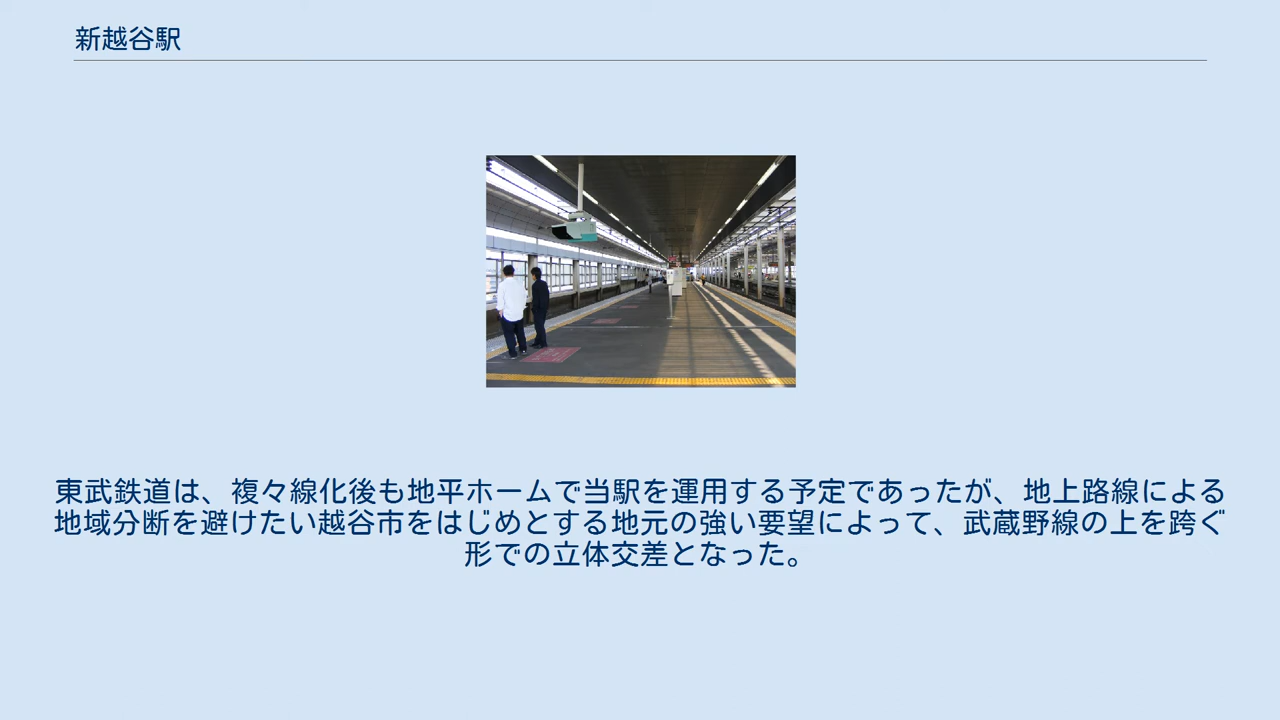 新越谷駅
東武鉄道は、複々線化後も地平ホームで当駅を運用する予定であったが、地上路線による
地域分断を避けたい越谷市をはじめとする地元の強い要望によって、武蔵野線の上を跨ぐ
形での立体交差となった。